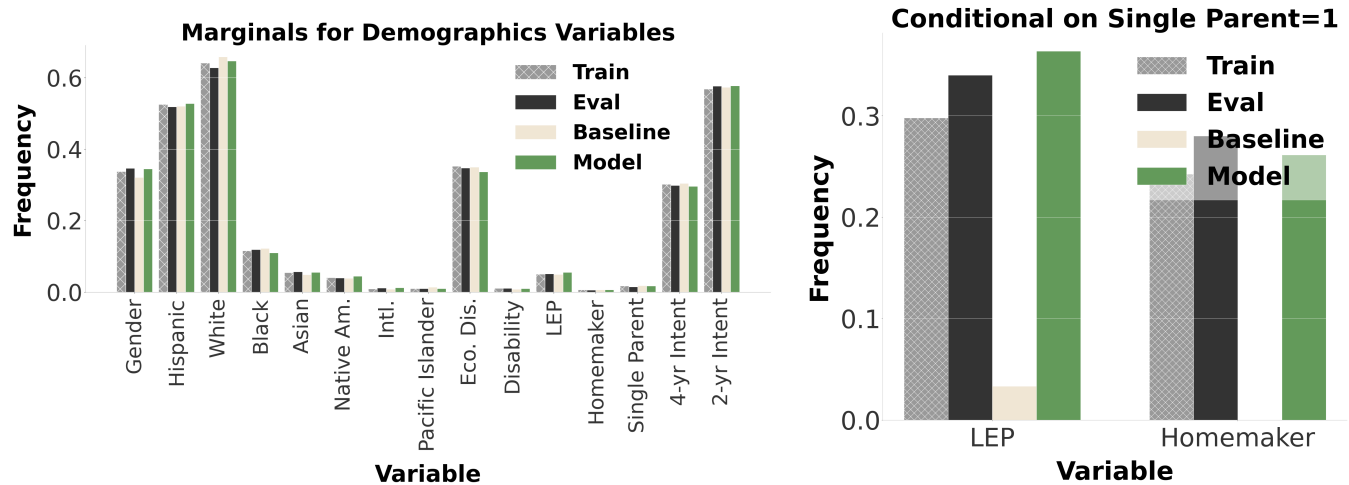 Marginals for Demographics Variables
Frequency
0.6
0.4
0.2
0.0
Train
Eval
Baseline
Model
Gender
Hispanic
White
Black
Asian
Native Am.
Intl.
Pacific Islander
Eco. Dis.
Disability
LEP
Homemaker
Single Parent
4-yr Intent
2-yr Intent
Variable
Conditional on Single Parent=1
Frequency
0.3
0.2
0.1
0.0
Train
Eval
Baseline
Model
LEP
Homemaker
Variable